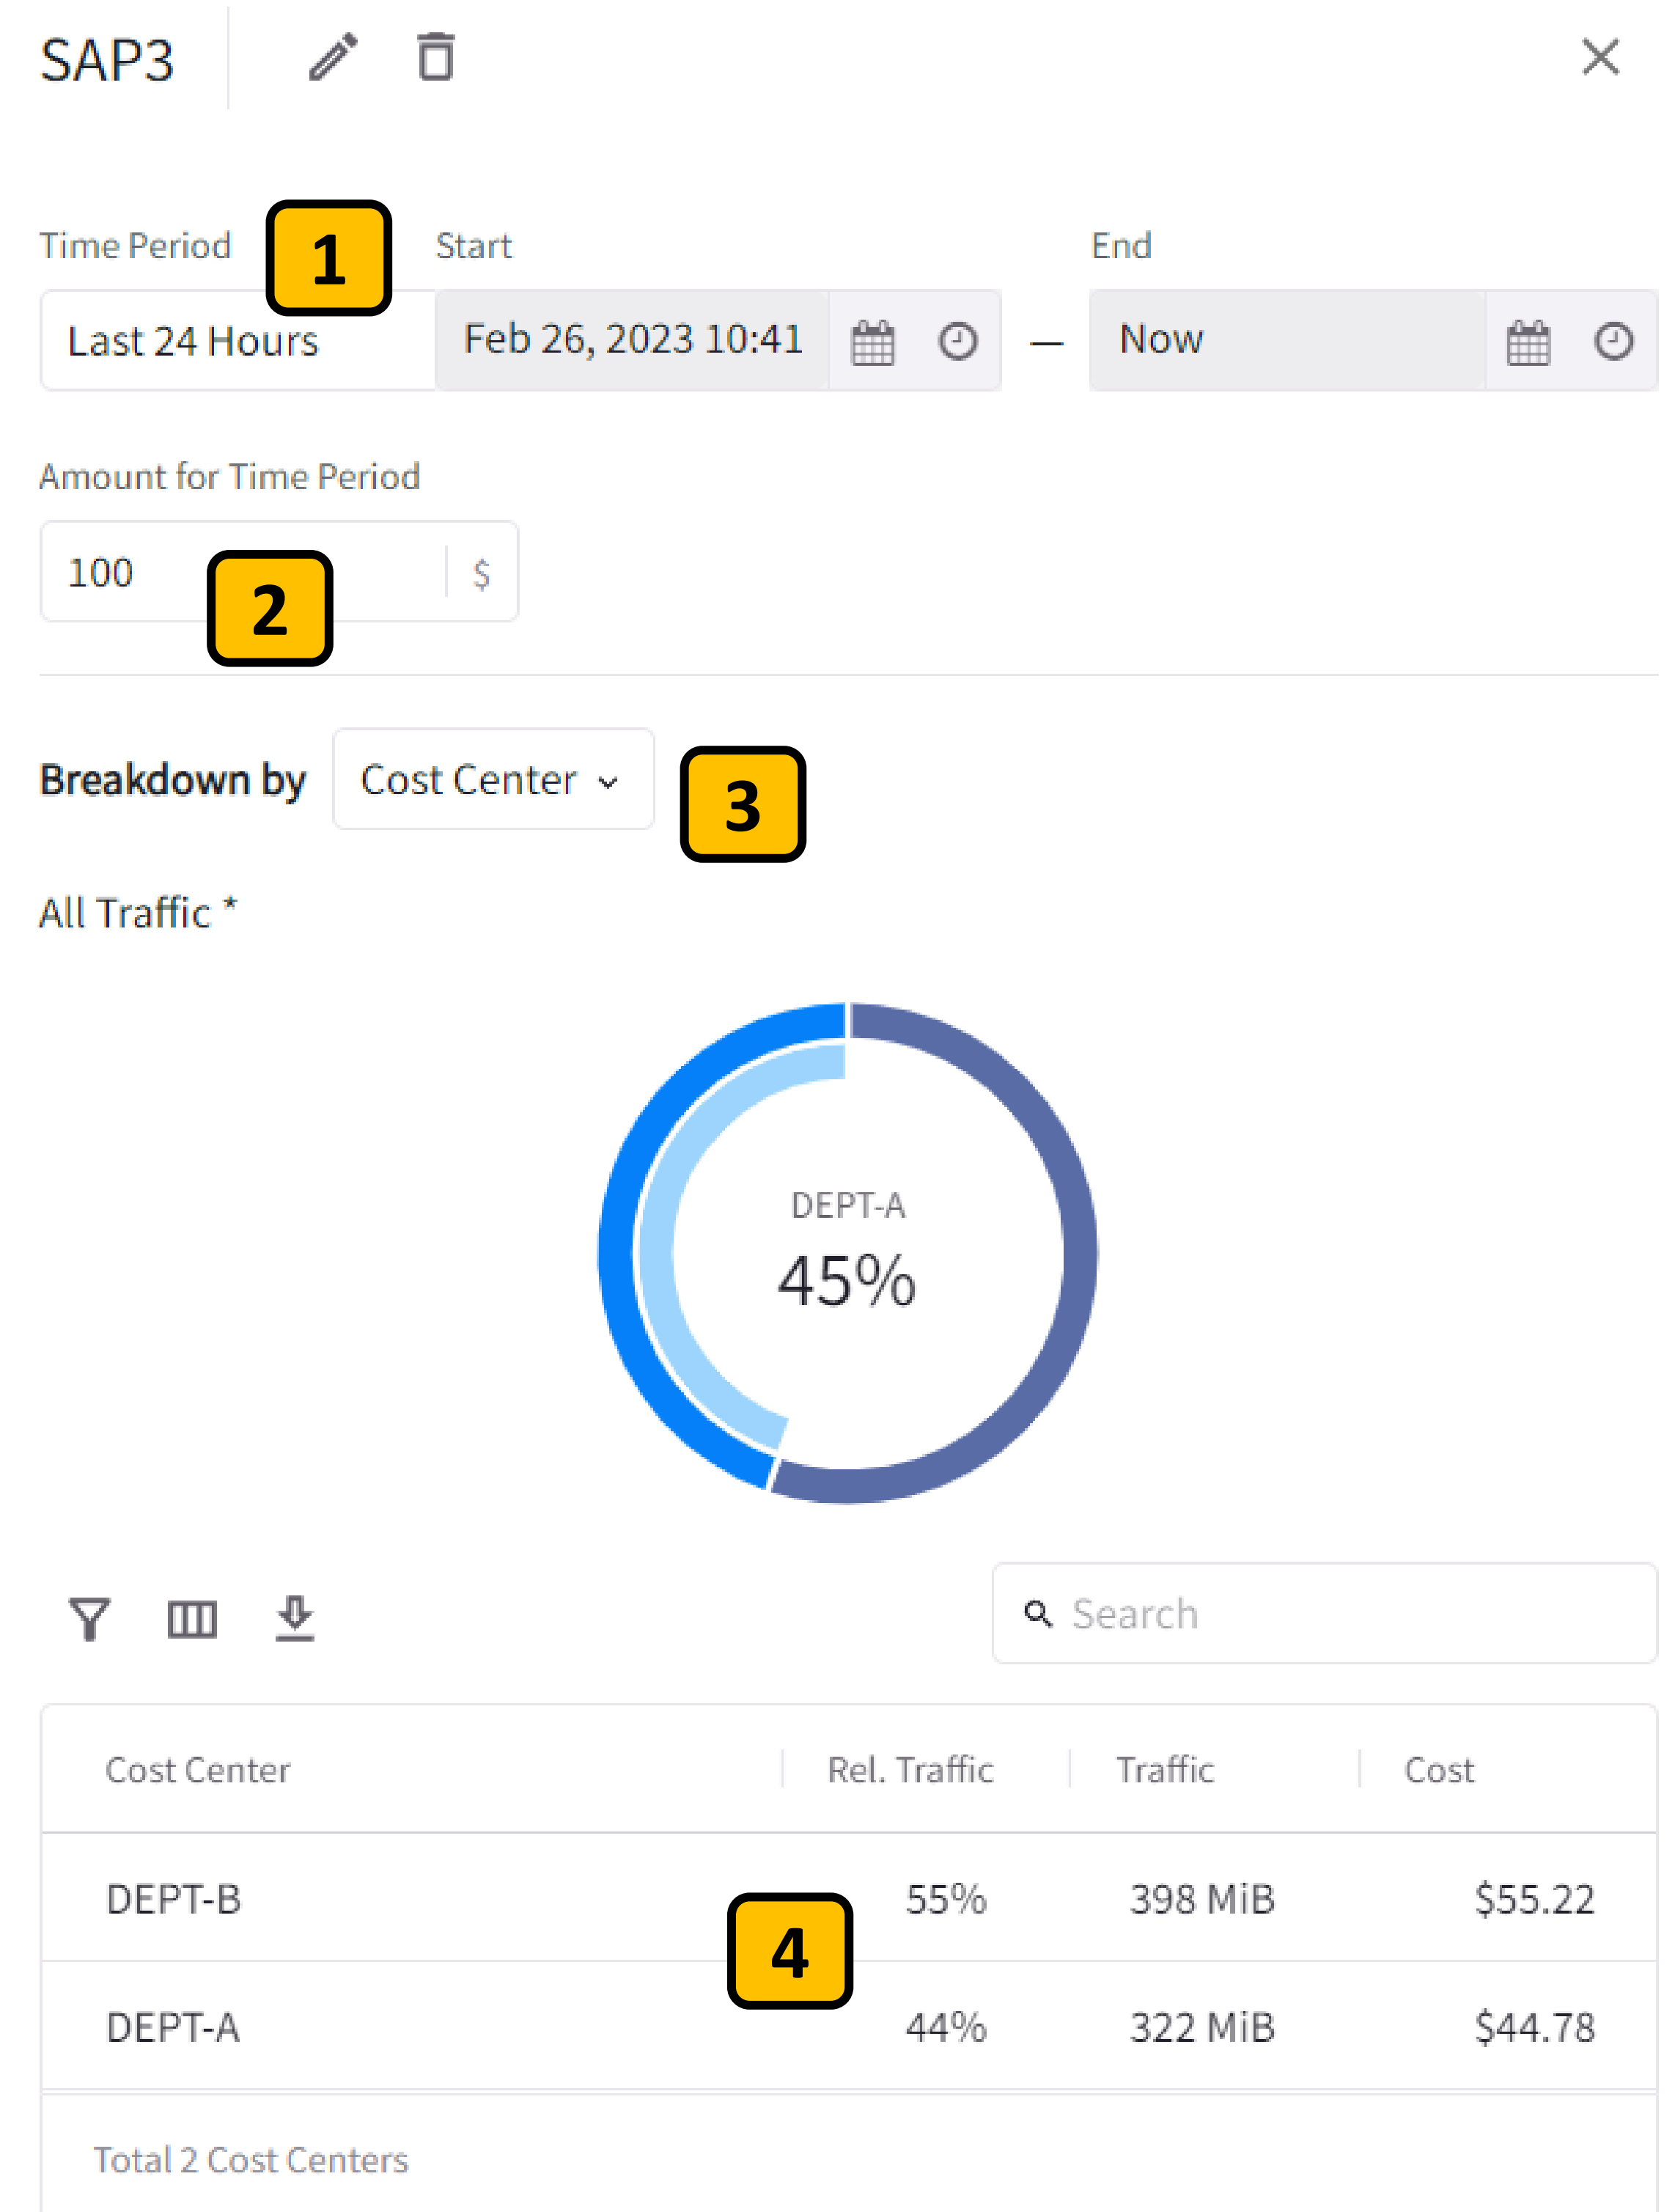 SAP3
Time Period 1 Start End
Last 24 Hours Feb 26, 2023 10:41 — Now
Amount for Time Period
100 $
2
Breakdown by Cost Center
3
All Traffic *
DEPT-A
45%
Search
Cost Center Rel. Traffic Traffic Cost
DEPT-B 55% 398 MiB $55.22
4
DEPT-A 44% 322 MiB $44.78
Total 2 Cost Centers